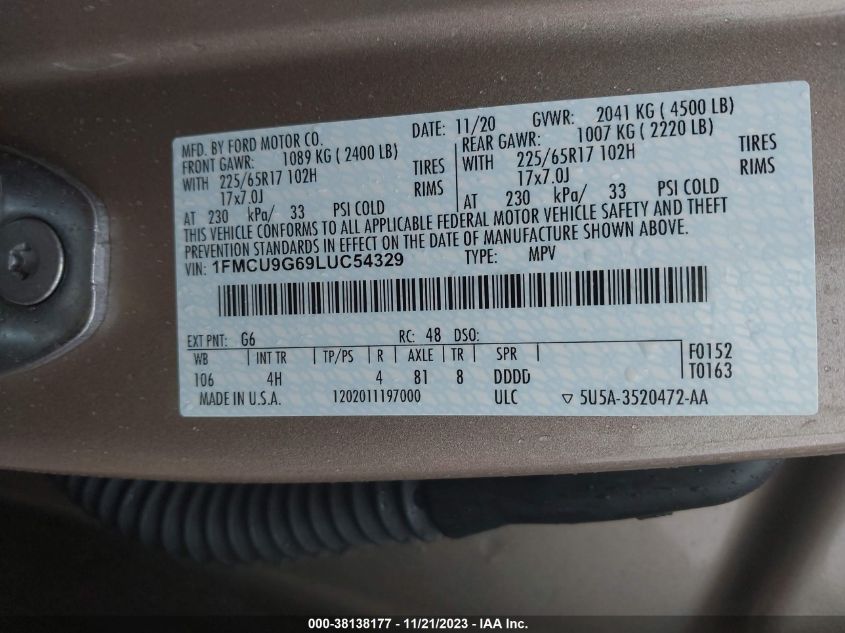 MFD. BY FORD MOTOR CO. DATE: 11/20 GVWR: 2041 KG ( 4500 LB)
FRONT GAWR: 1089 KG ( 2400 LB) REAR GAWR: 1007 KG ( 2220 LB)
WITH 225/65R17 102H TIRES WITH 225/65R17 102H TIRES
17x7.0J RIMS 17x7.0J RIMS
AT 230 kPa/ 33 PSI COLD AT 230 kPa/ 33 PSI COLD
THIS VEHICLE CONFORMS TO ALL APPLICABLE FEDERAL MOTOR VEHICLE SAFETY AND THEFT
PREVENTION STANDARDS IN EFFECT ON THE DATE OF MANUFACTURE SHOWN ABOVE.
VIN: 1FMCU9G69LUC54329 TYPE: MPV
EXT PNT: G6 RC: 48 DSO:
WB INT TR TP/PS R AXLE TR SPR F0152
106 4H 4 81 8 DDDD T0163
MADE IN U.S.A. 1202011197000 ULC ▽ 5U5A-3520472-AA
000-38138177 - 11/21/2023 - IAA Inc.